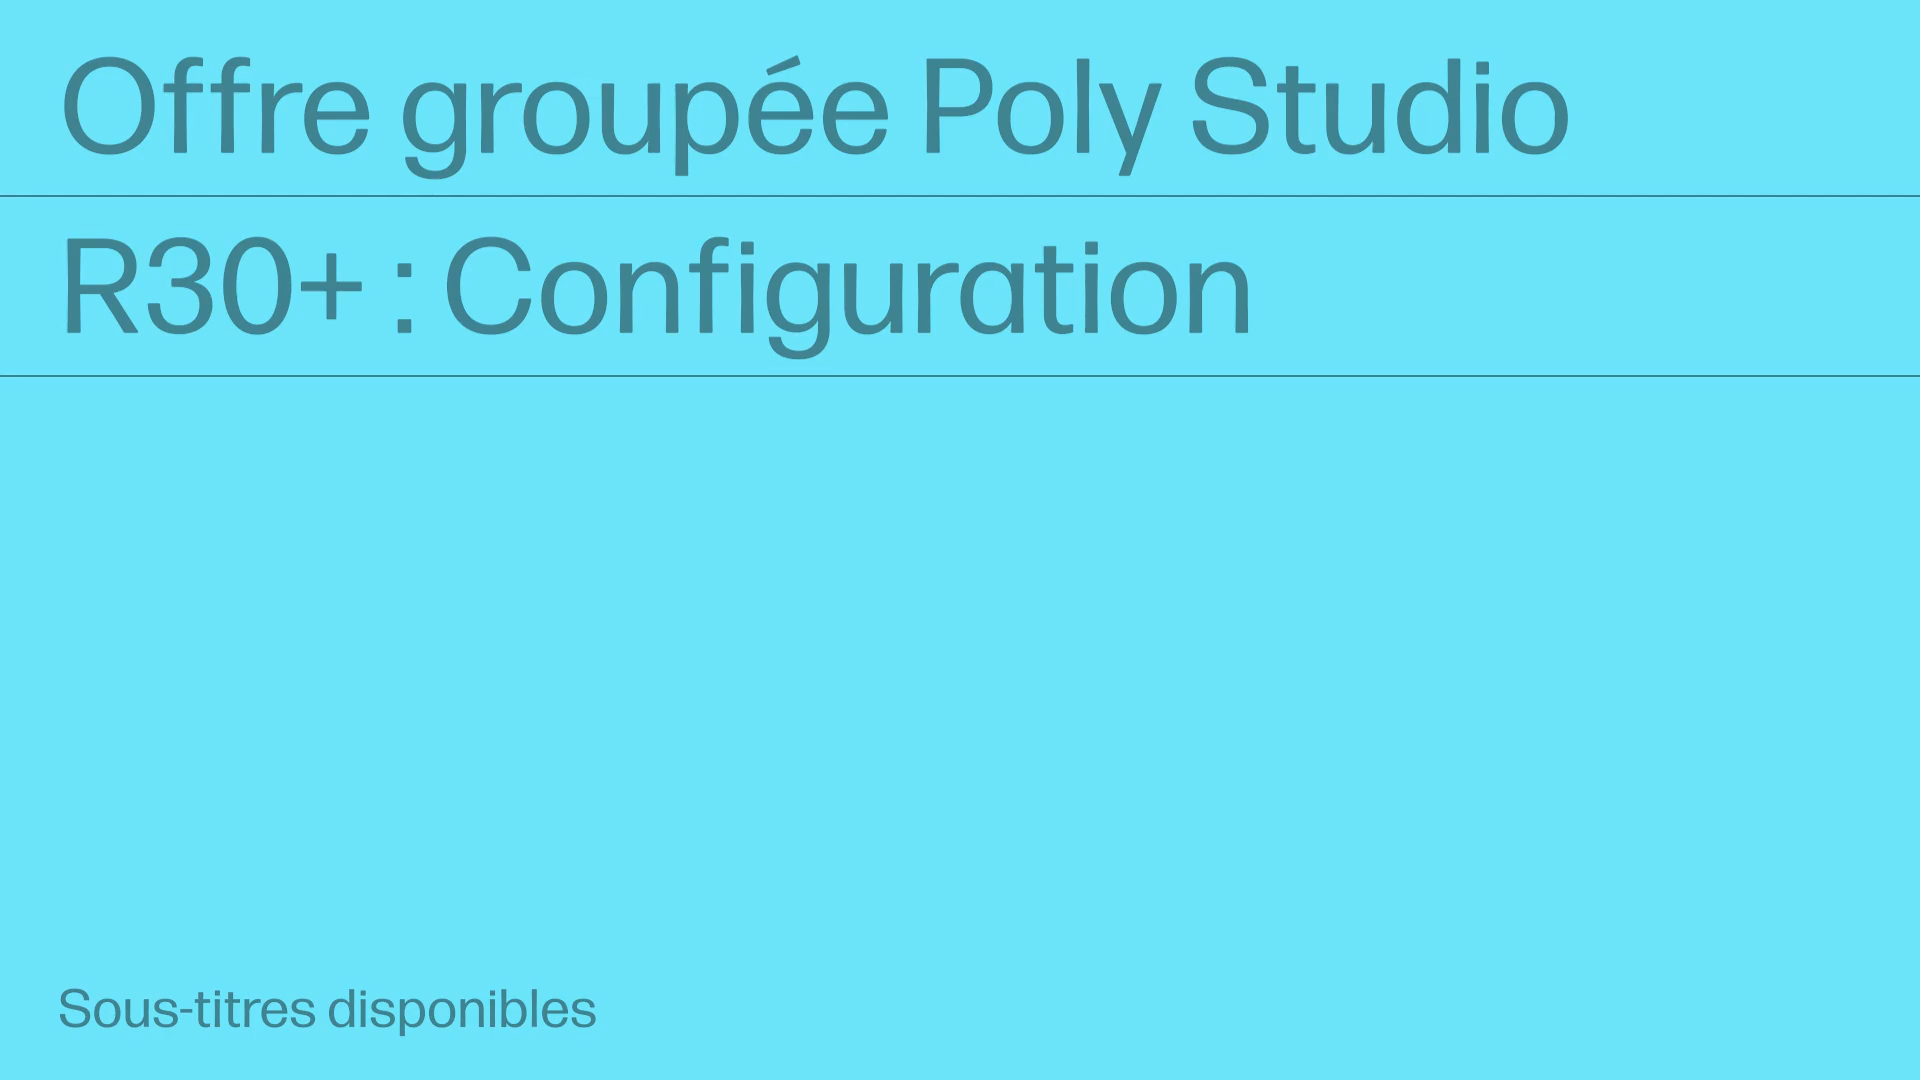 Offre groupée Poly Studio
R30+ : Configuration
Sous-titres disponibles